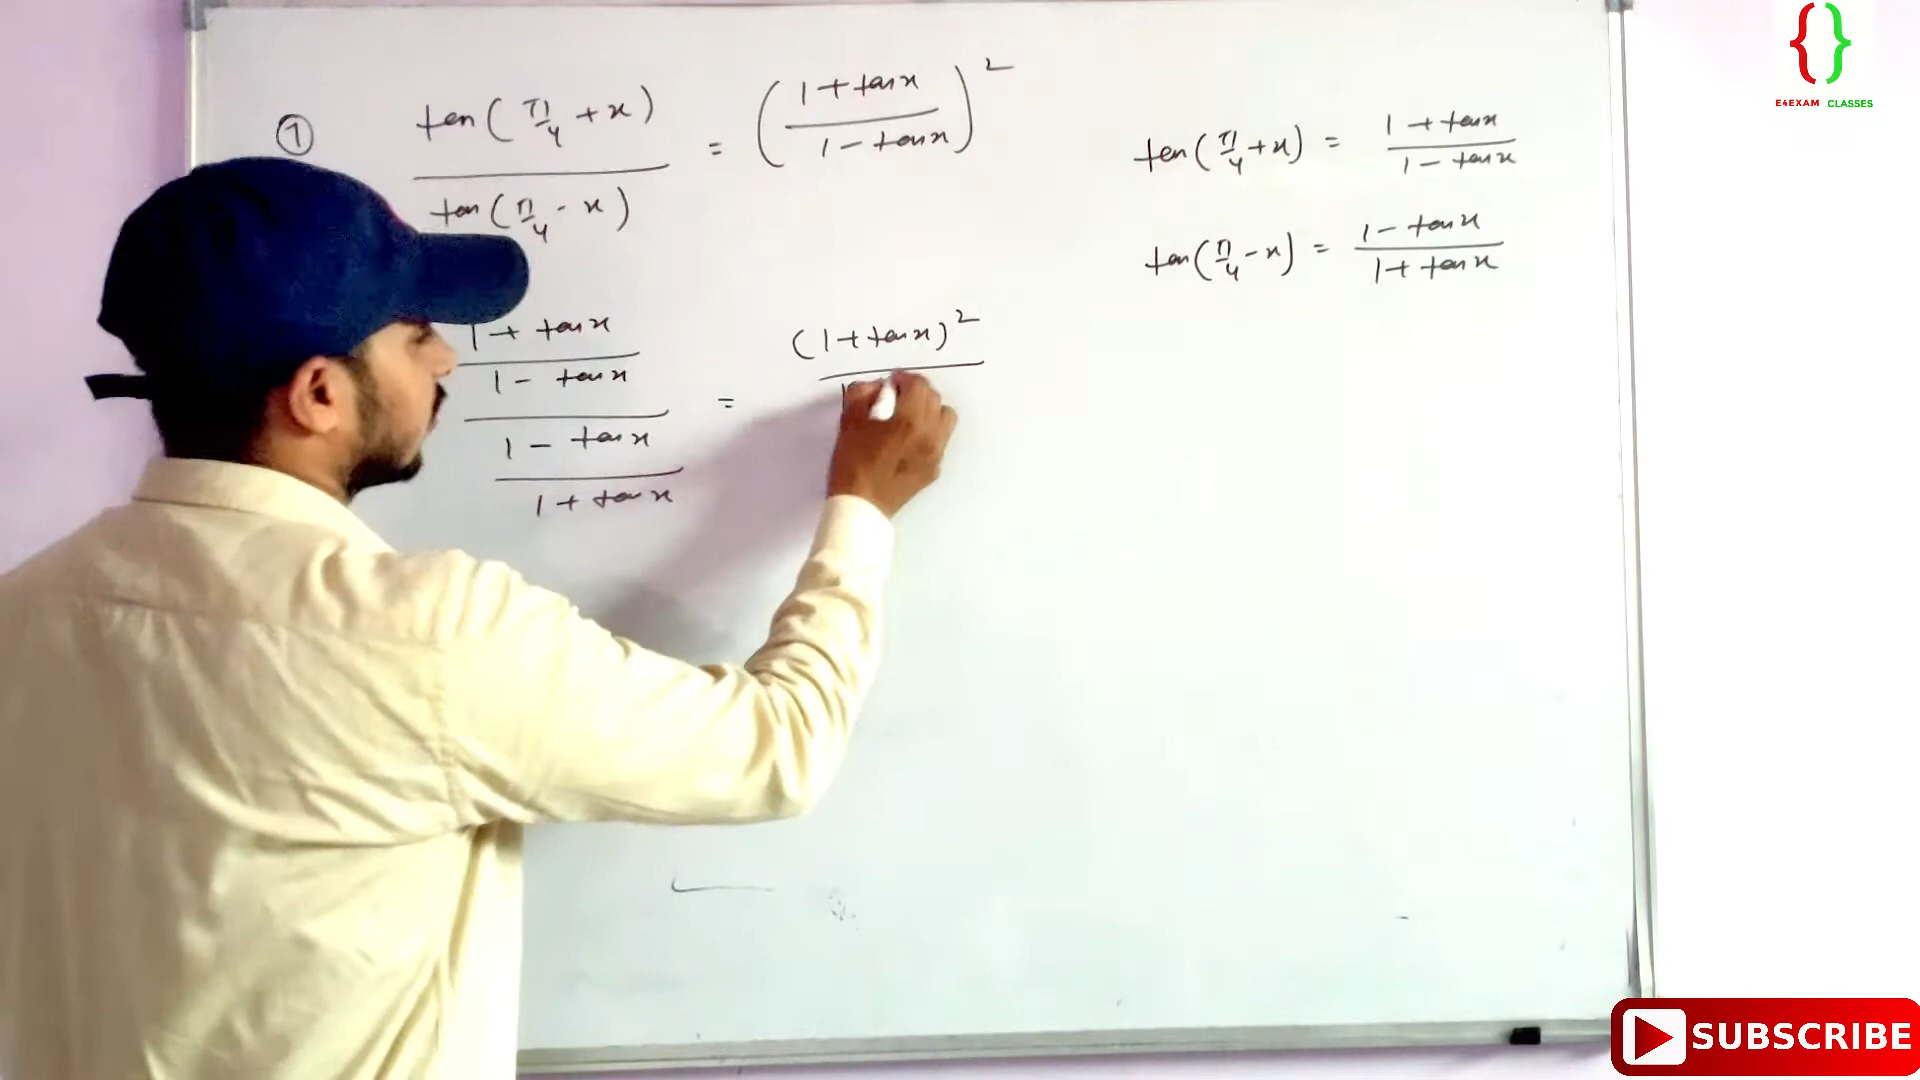 ① tan(π/4 + x) / tan(π/4 - x) = ((1 + tan x) / (1 - tan x))²
(1 + tan x) / (1 - tan x) / (1 - tan x) / (1 + tan x) = (1 + tan x)² /
tan(π/4 + x) = (1 + tan x) / (1 - tan x)
tan(π/4 - x) = (1 - tan x) / (1 + tan x)
{}
E4EXAM CLASSES
SUBSCRIBE